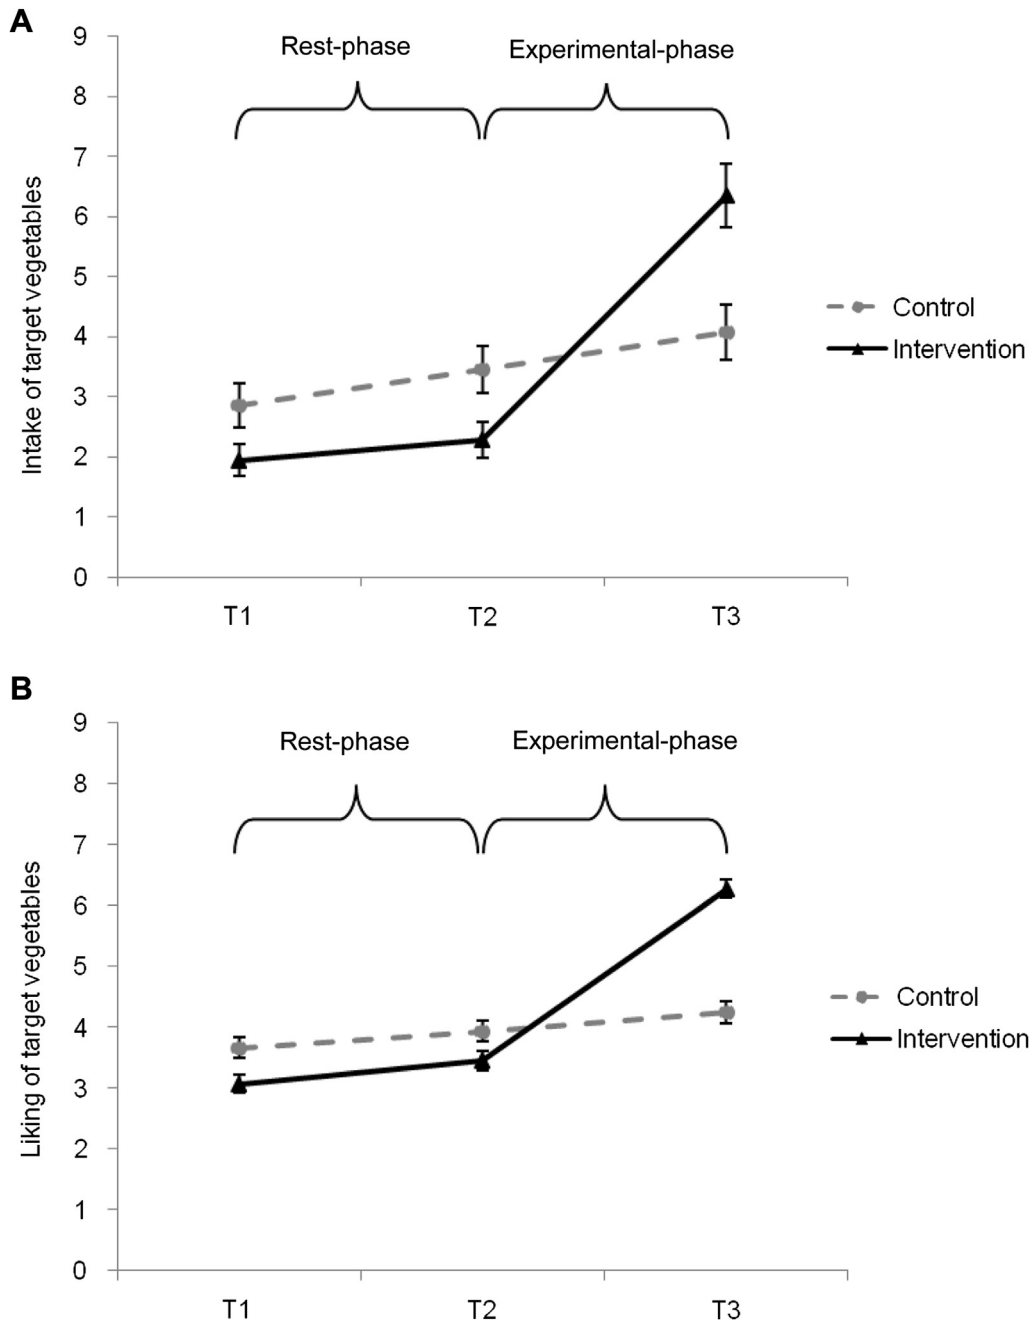 A
9
Rest-phase
Experimental-phase
8
7
6
5
4
3
2
1
0
Intake of target vegetables
Control
Intervention
T1 T2 T3
B
9
Rest-phase
Experimental-phase
8
7
6
5
4
3
2
1
0
Liking of target vegetables
Control
Intervention
T1 T2 T3